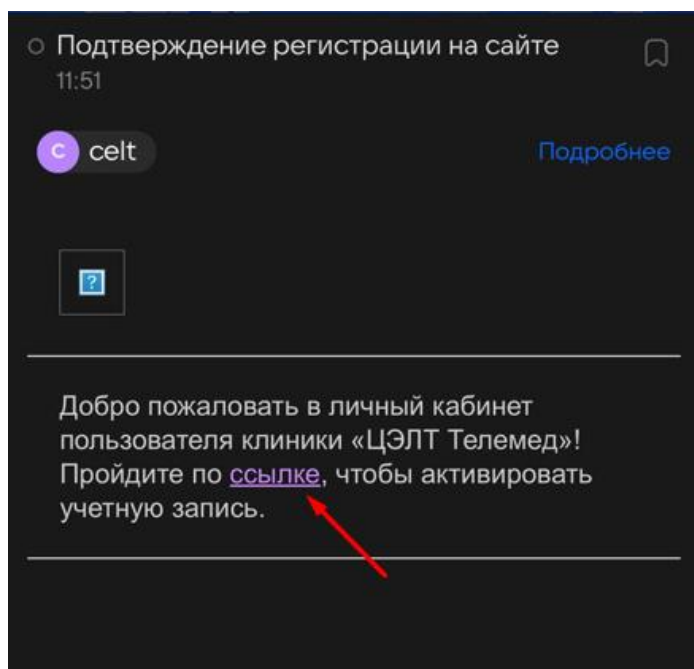 Подтверждение регистрации на сайте
11:51
C celt
Подробнее
?
Добро пожаловать в личный кабинет
пользователя клиники «ЦЭЛТ Телемед»!
Пройдите по ссылке, чтобы активировать
учетную запись.